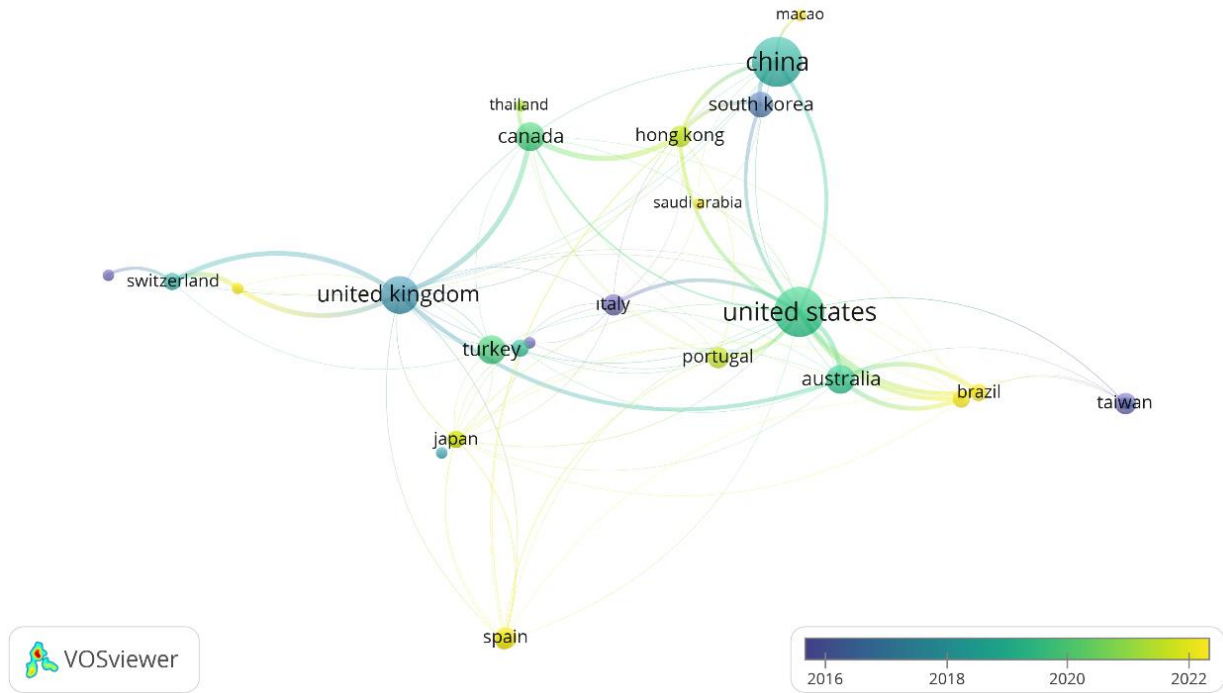 macao
china
thailand
south korea
canada
hong kong
saudi arabia
switzerland
united kingdom
ıtaly
united states
turkey
portugal
australia
brazil
taiwan
japan
spain
VOSviewer
2016 2018 2020 2022